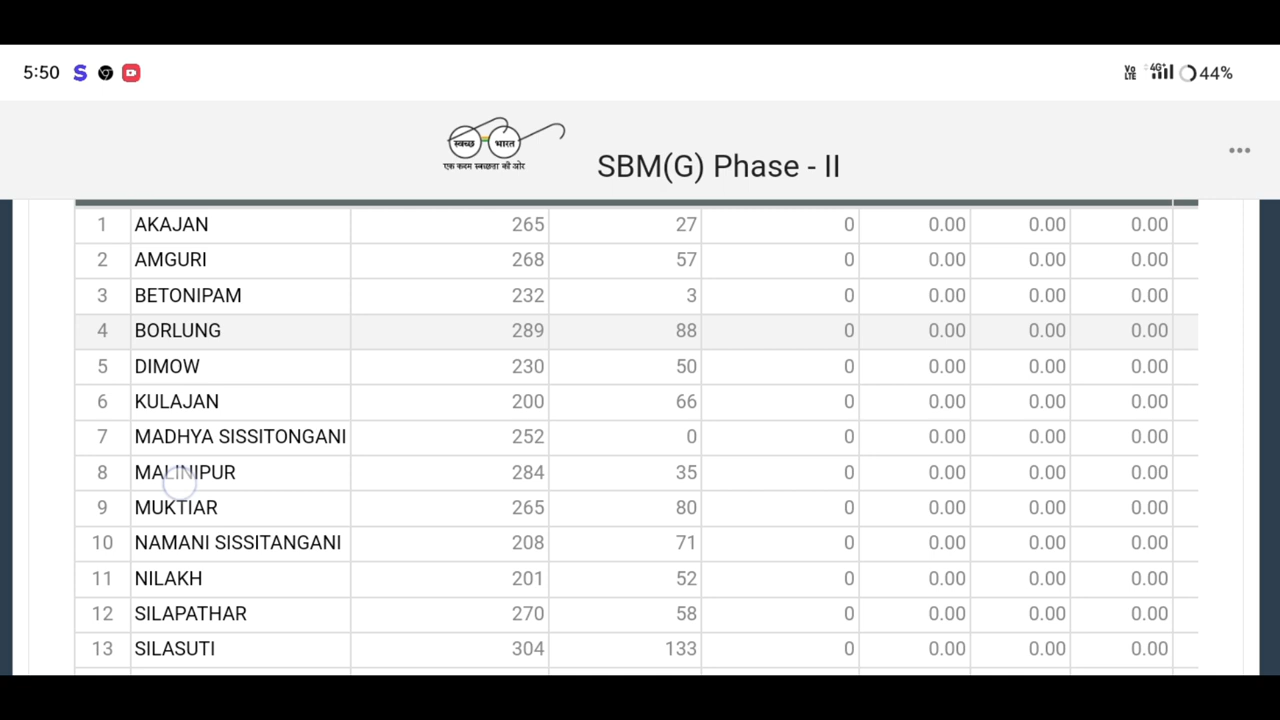 5:50 S Vo LTE 4G+ 44%
स्वच्छ भारत
एक कदम स्वच्छता की ओर
SBM(G) Phase - II
1 AKAJAN 265 27 0 0.00 0.00 0.00
2 AMGURI 268 57 0 0.00 0.00 0.00
3 BETONIPAM 232 3 0 0.00 0.00 0.00
4 BORLUNG 289 88 0 0.00 0.00 0.00
5 DIMOW 230 50 0 0.00 0.00 0.00
6 KULAJAN 200 66 0 0.00 0.00 0.00
7 MADHYA SISSITONGANI 252 0 0 0.00 0.00 0.00
8 MALINIPUR 284 35 0 0.00 0.00 0.00
9 MUKTIAR 265 80 0 0.00 0.00 0.00
10 NAMANI SISSITANGANI 208 71 0 0.00 0.00 0.00
11 NILAKH 201 52 0 0.00 0.00 0.00
12 SILAPATHAR 270 58 0 0.00 0.00 0.00
13 SILASUTI 304 133 0 0.00 0.00 0.00